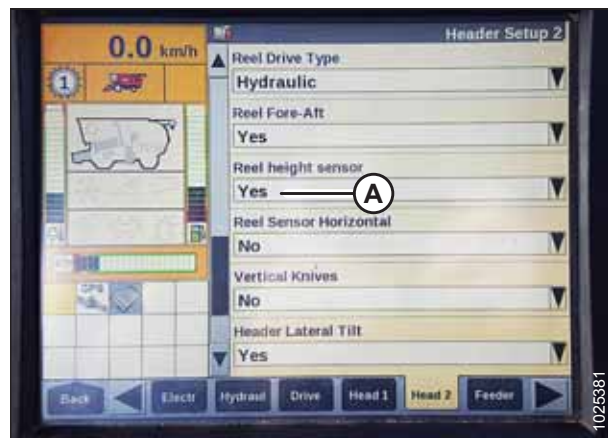 0.0 km/h
Header Setup 2
1
Reel Drive Type
Hydraulic
Reel Fore-Aft
Yes
Reel height sensor
Yes
A
Reel Sensor Horizontal
No
Vertical Knives
No
Header Lateral Tilt
Yes
GPS
Back Electr Hydraul Drive Head 1 Head 2 Feeder
1025381